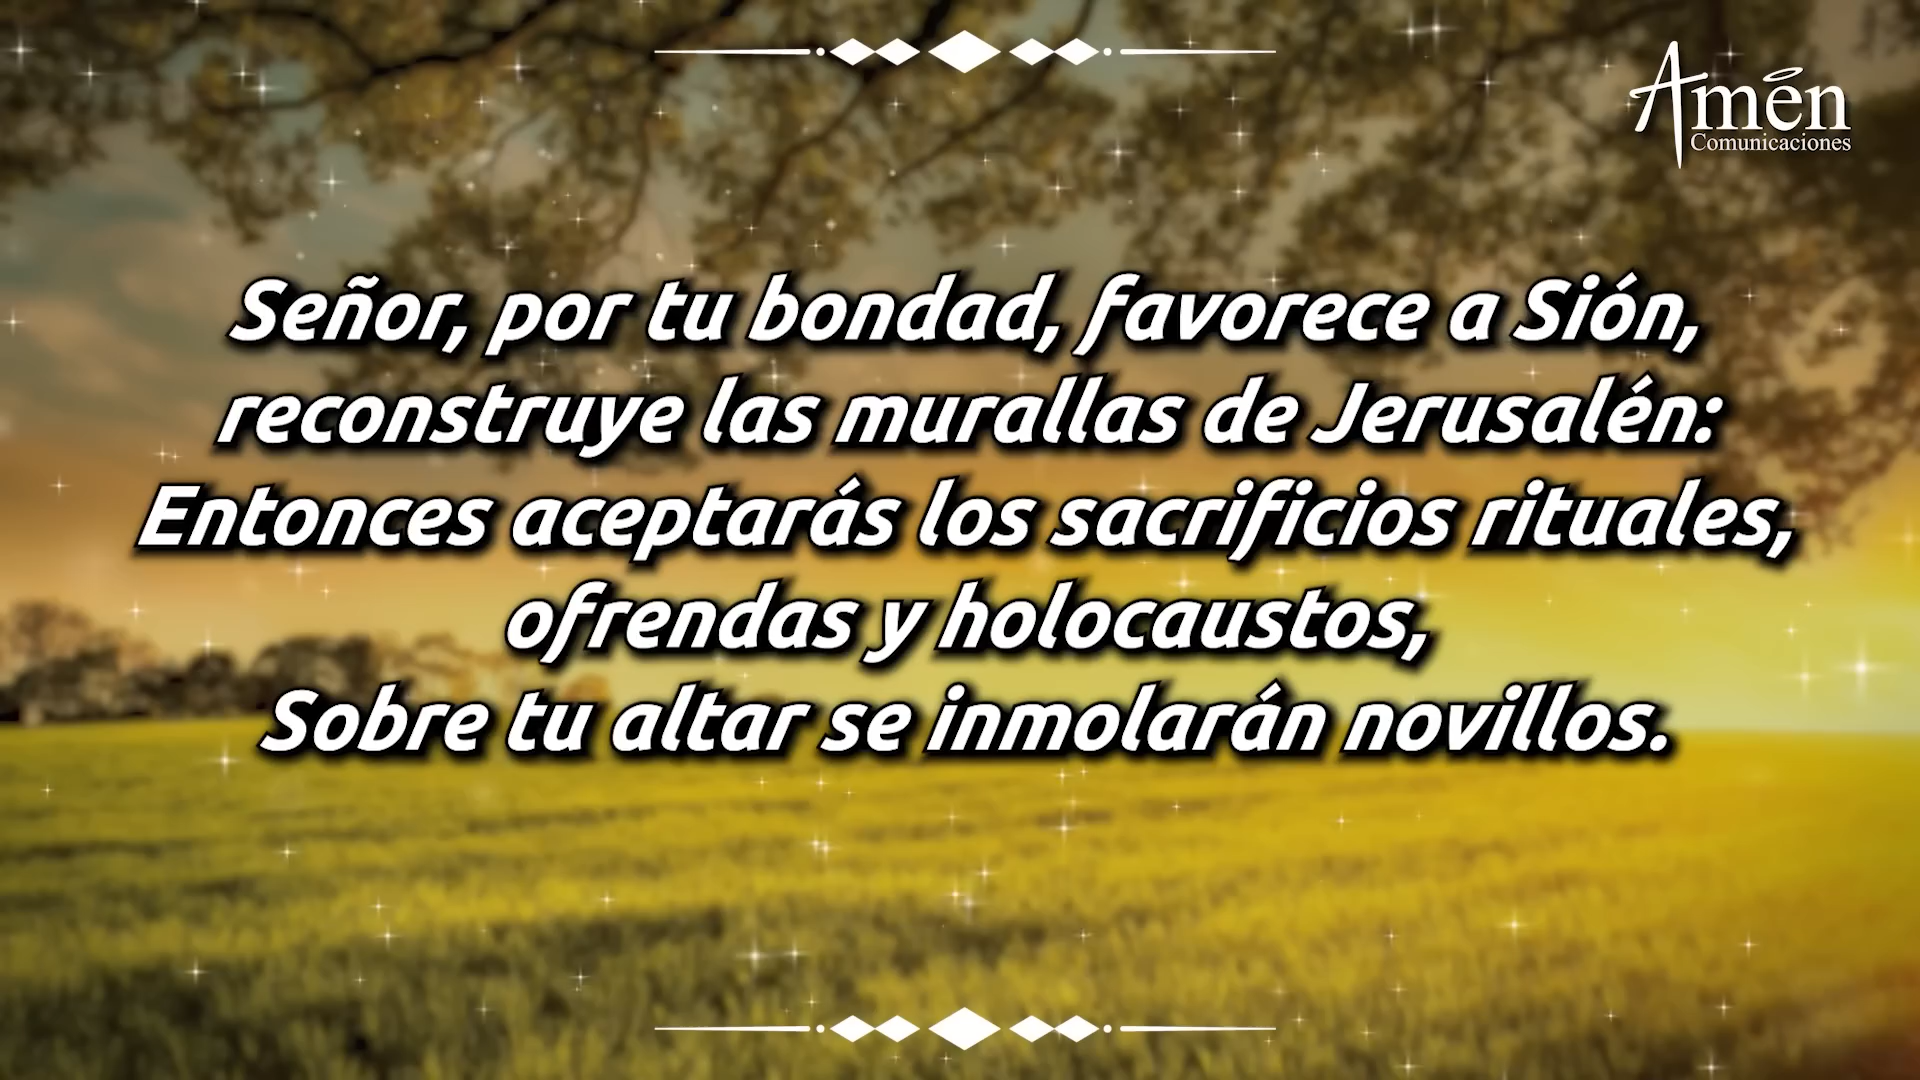 Amén
Comunicaciones
Señor, por tu bondad, favorece a Sión,
reconstruye las murallas de Jerusalén:
Entonces aceptarás los sacrificios rituales,
ofrendas y holocaustos,
Sobre tu altar se inmolarán novillos.